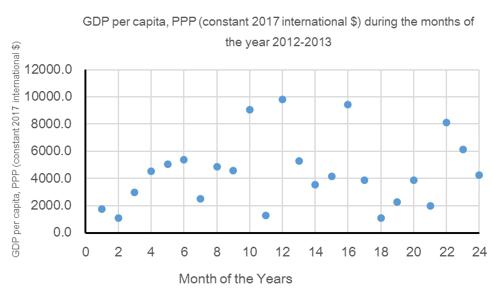 GDP per capita, PPP (constant 2017 international $) during the months of
the year 2012-2013
GDP per capita, PPP (constant 2017 international $)
12000.0
10000.0
8000.0
6000.0
4000.0
2000.0
0.0
0 2 4 6 8 10 12 14 16 18 20 22 24
Month of the Years